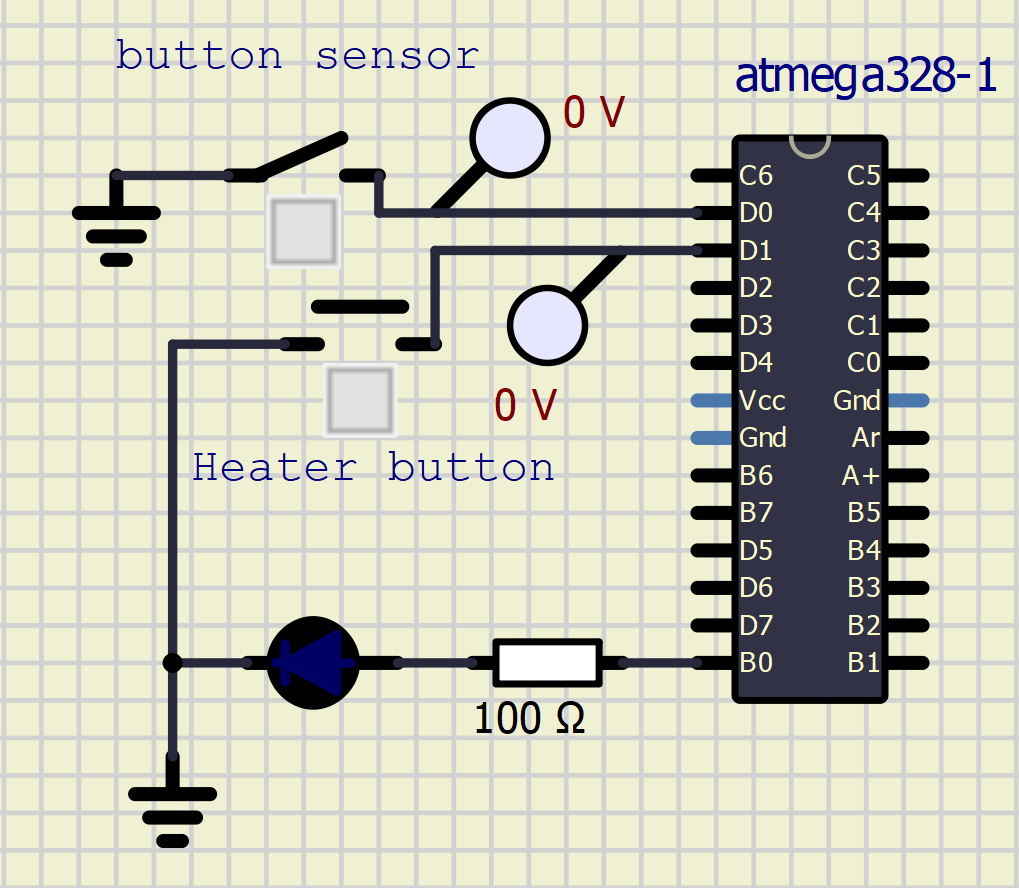 button sensor
0 V
atmega328-1
C6 C5
D0 C4
D1 C3
D2 C2
D3 C1
D4 C0
Vcc Gnd
Gnd Ar
B6 A+
B7 B5
D5 B4
D6 B3
D7 B2
B0 B1
0 V
Heater button
100 Ω